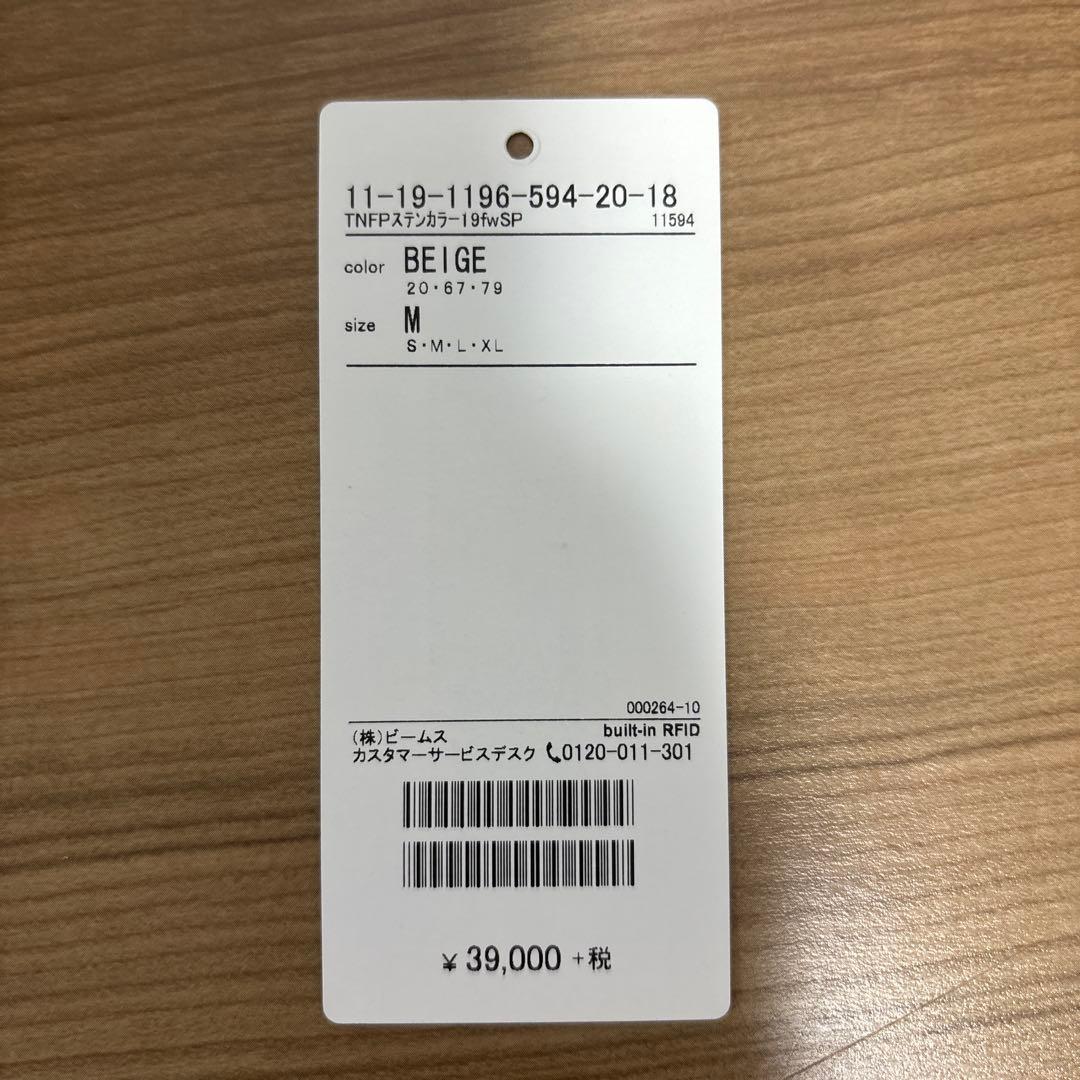 11-19-1196-594-20-18
TNFPステンカラー19fwSP 11594
color BEIGE
20・67・79
size M
S・M・L・XL
000264-10
built-in RFID
(株)ビームス
カスタマーサービスデスク 0120-011-301
¥ 39,000 +税